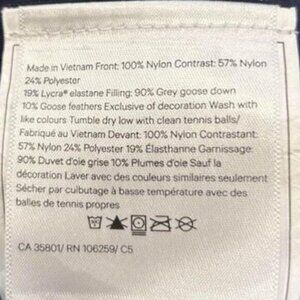 Made in Vietnam Front: 100% Nylon Contrast: 57% Nylon
24% Polyester
19% Lycra® elastane Filling: 90% Grey goose down
10% Goose feathers Exclusive of decoration Wash with
like colours Tumble dry low with clean tennis balls/
Fabriqué au Vietnam Devant: 100% Nylon Contrastant:
57% Nylon 24% Polyester 19% Élasthanne Garnissage:
90% Duvet d'oie grise 10% Plumes d'oie Sauf la
décoration Laver avec des couleurs similaires seulement
Sécher par culbutage à basse température avec des
balles de tennis propres
CA 35801/ RN 106259/ C5